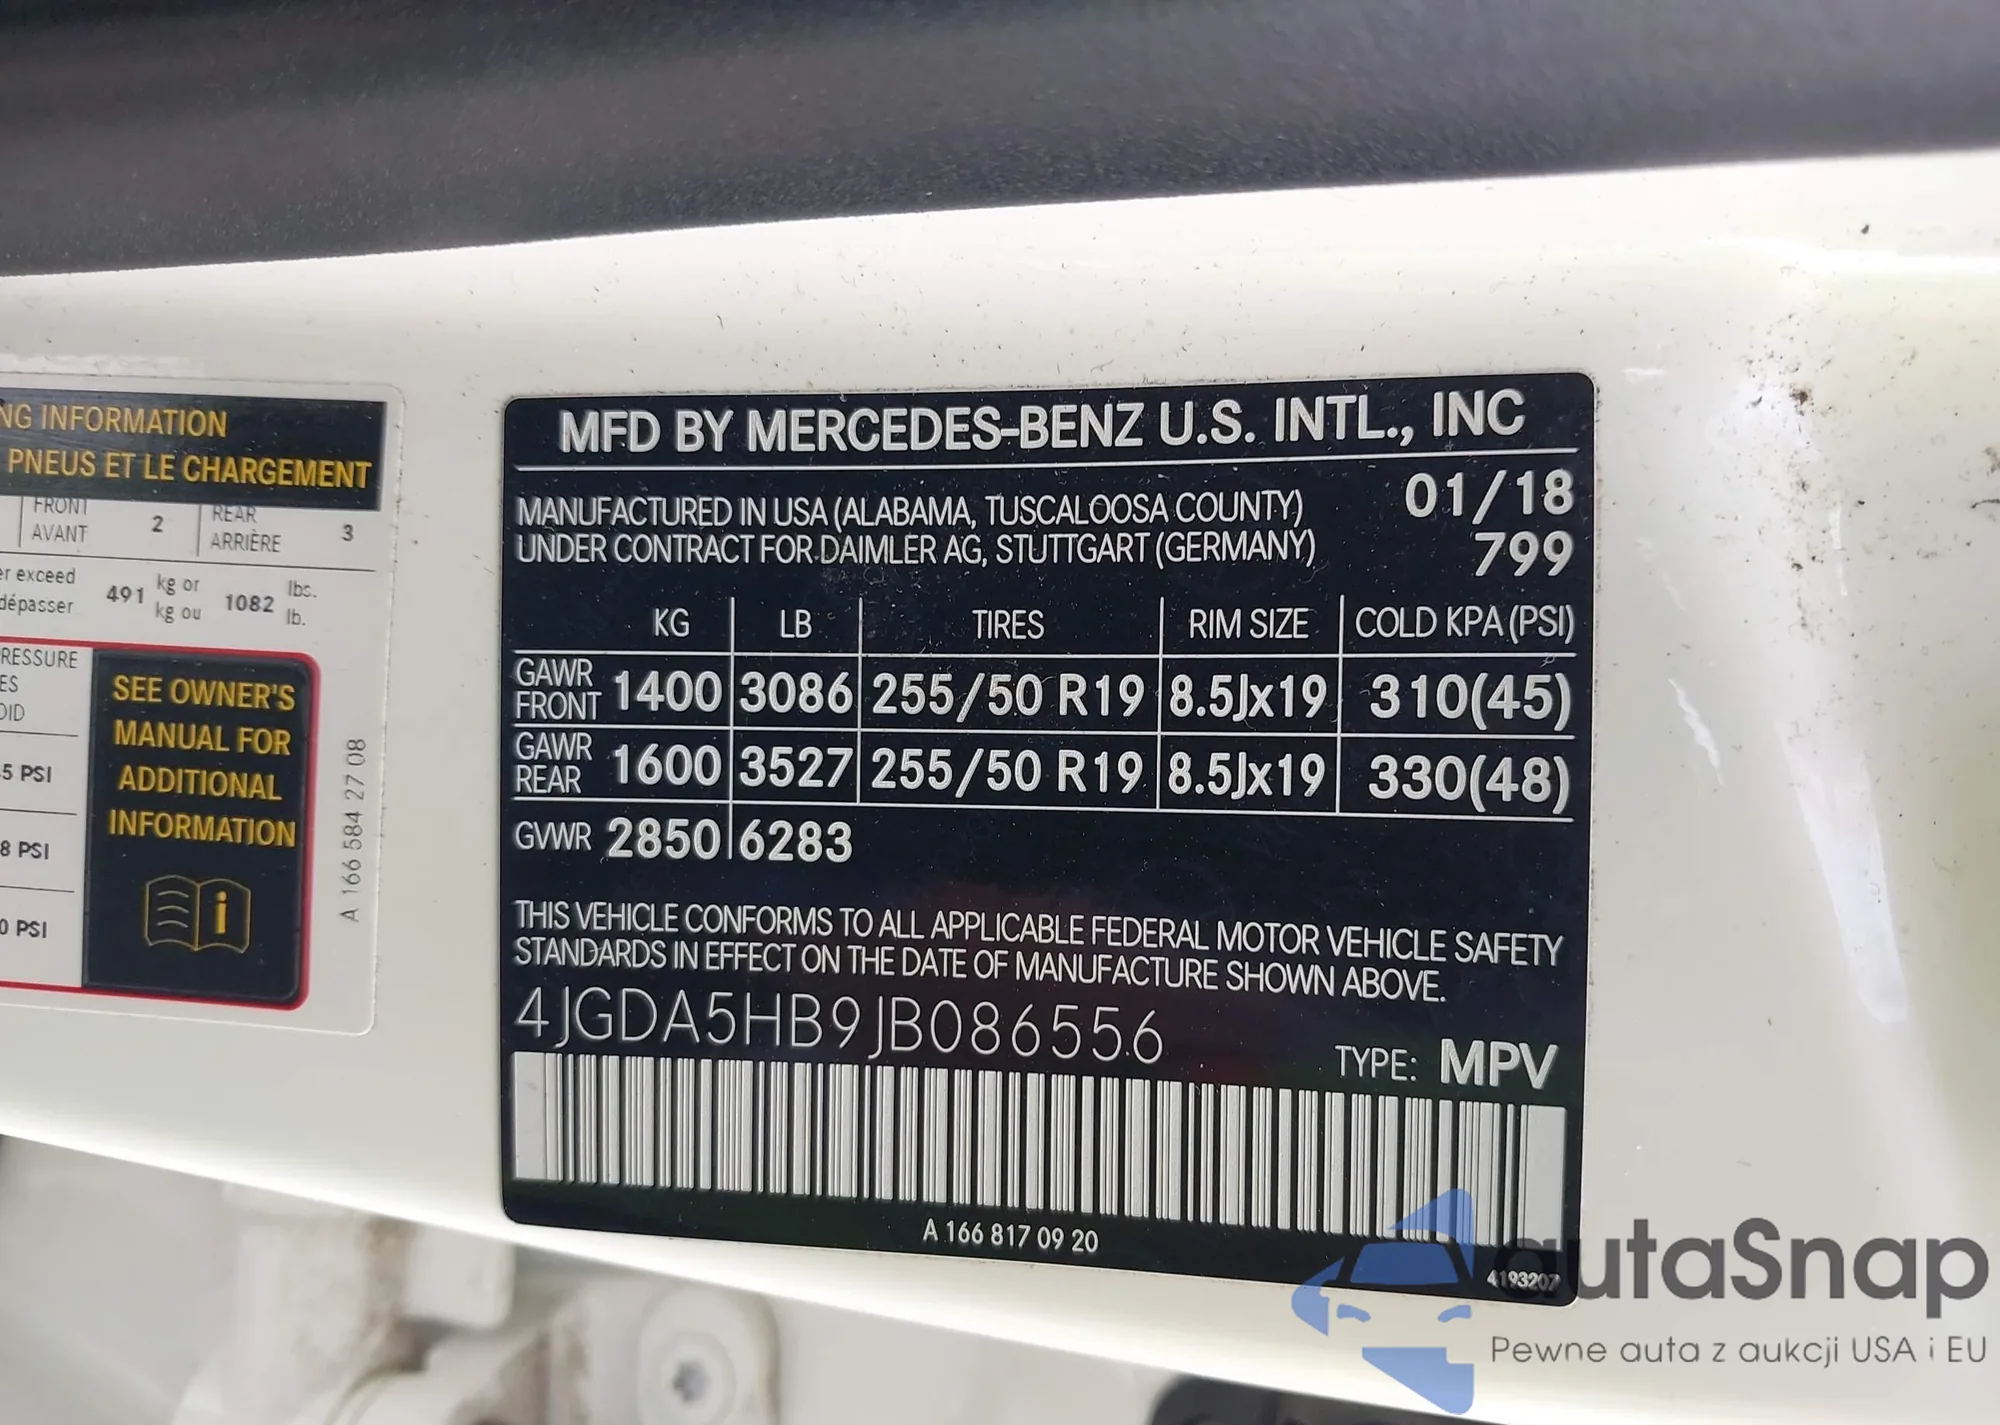 NG INFORMATION
PNEUS ET LE CHARGEMENT
FRONT
AVANT
2
REAR
ARRIÈRE
3
er exceed
dépasser
491
kg or
kg ou
1082
lbs.
lb.
RESSURE
ES
OID
5 PSI
8 PSI
0 PSI
SEE OWNER'S
MANUAL FOR
ADDITIONAL
INFORMATION
A 166 584 27 08
MFD BY MERCEDES-BENZ U.S. INTL., INC
MANUFACTURED IN USA (ALABAMA, TUSCALOOSA COUNTY)
UNDER CONTRACT FOR DAIMLER AG, STUTTGART (GERMANY)
01/18
799
KG LB TIRES RIM SIZE COLD KPA (PSI)
GAWR
FRONT 1400 3086 255/50 R19 8.5Jx19 310(45)
GAWR
REAR 1600 3527 255/50 R19 8.5Jx19 330(48)
GVWR 2850 6283
THIS VEHICLE CONFORMS TO ALL APPLICABLE FEDERAL MOTOR VEHICLE SAFETY
STANDARDS IN EFFECT ON THE DATE OF MANUFACTURE SHOWN ABOVE.
4JGDA5HB9JB086556
TYPE: MPV
A 166 817 09 20
4193207
autaSnap
Pewne auta z aukcji USA i EU